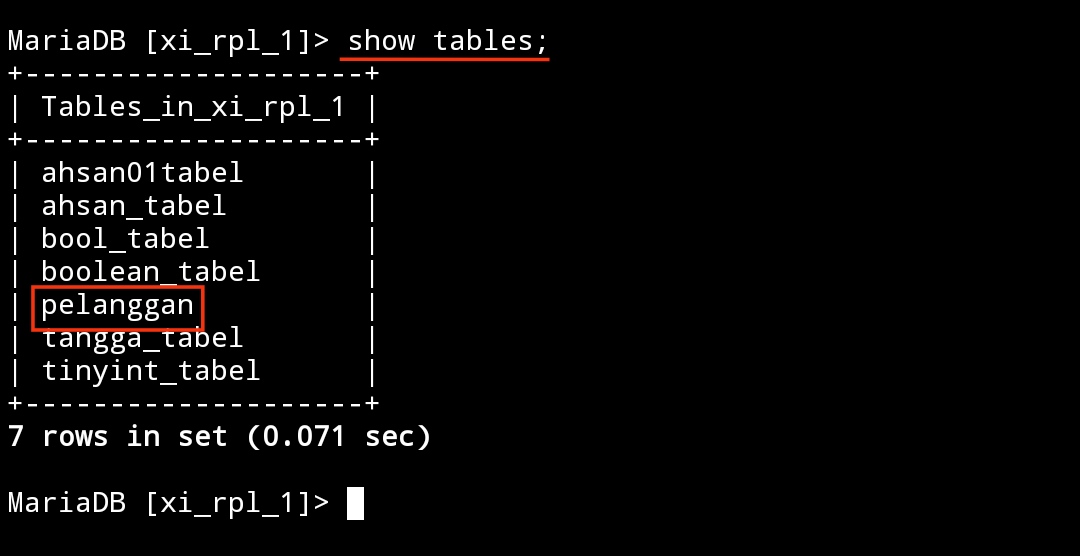 MariaDB [xi_rpl_1]> show tables;
+--------------------+
| Tables_in_xi_rpl_1 |
+--------------------+
| ahsan01tabel       |
| ahsan_tabel        |
| bool_tabel         |
| boolean_tabel      |
| pelanggan          |
| tangga_tabel       |
| tinyint_tabel      |
+--------------------+
7 rows in set (0.071 sec)
MariaDB [xi_rpl_1]>